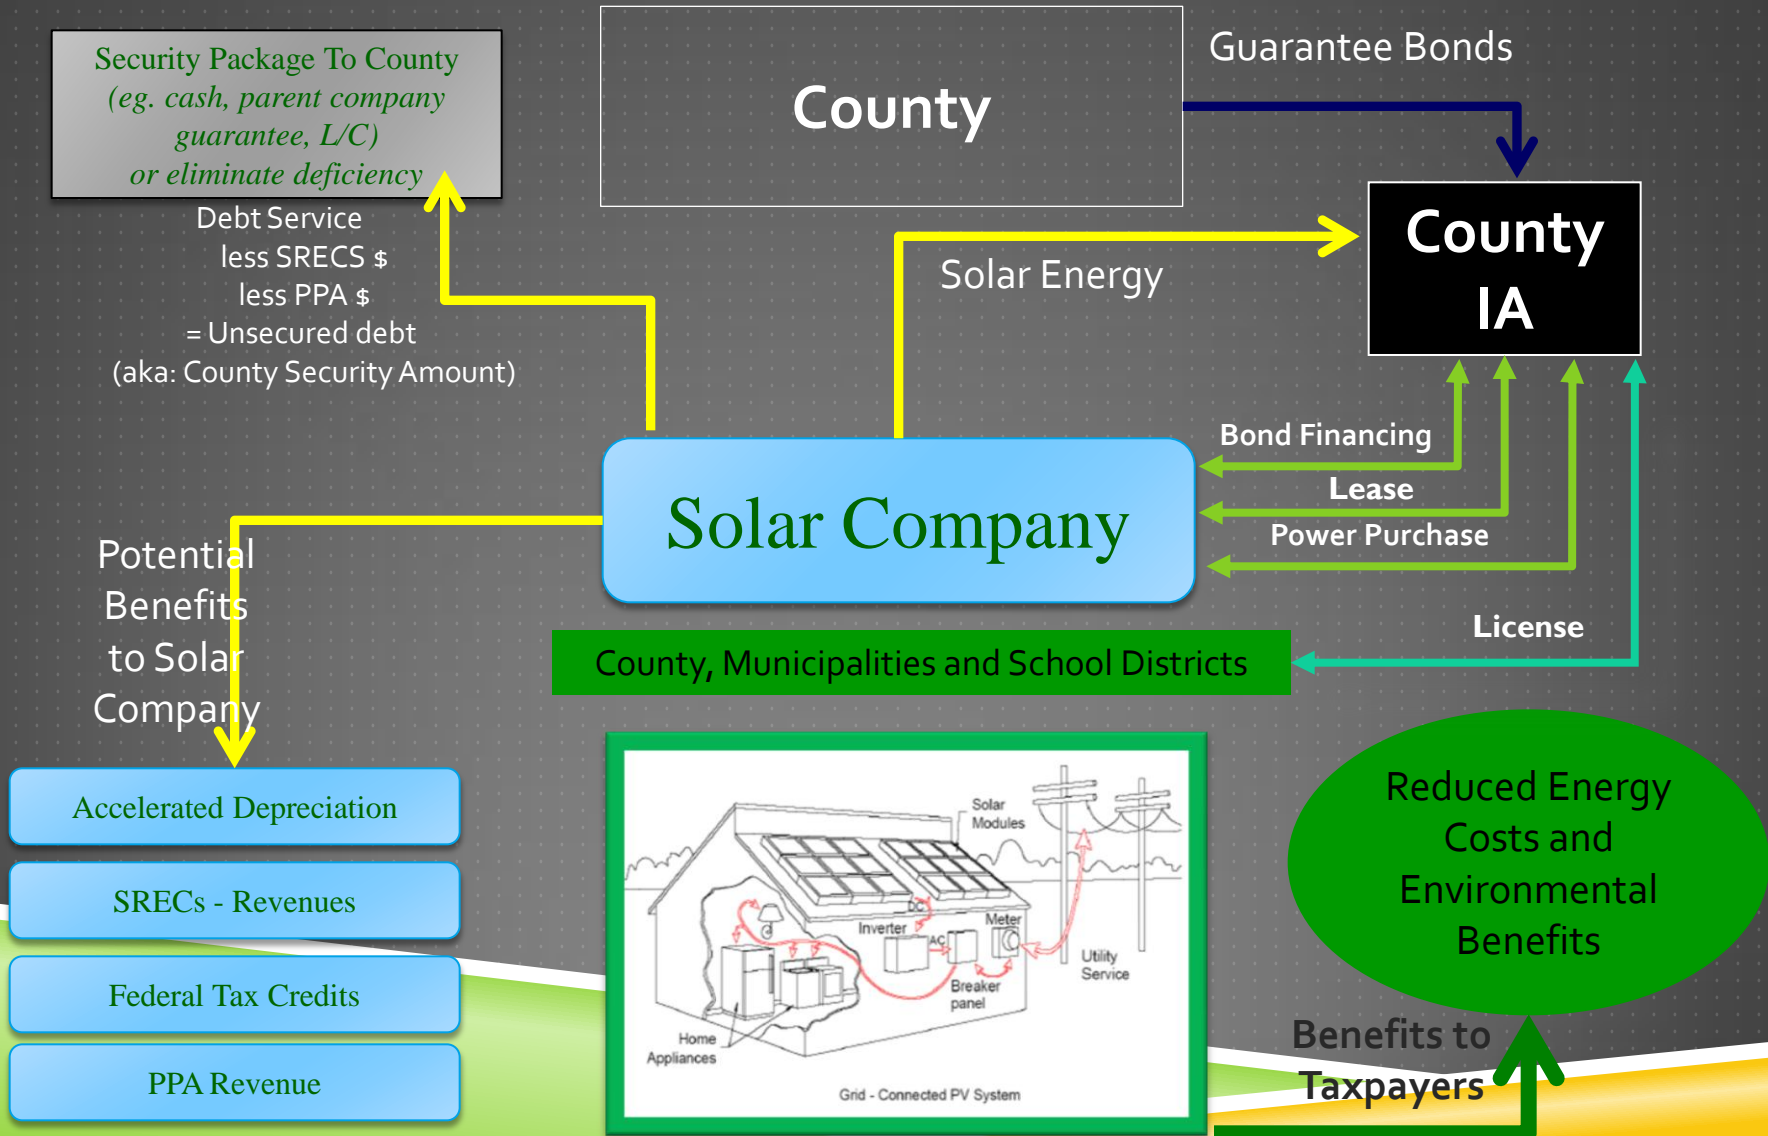 Security Package To County
(eg. cash, parent company
guarantee, L/C)
or eliminate deficiency
Debt Service
less SRECS $
less PPA $
= Unsecured debt
(aka: County Security Amount)
County
Guarantee Bonds
County
IA
Solar Energy
Bond Financing
Lease
Power Purchase
License
Solar Company
County, Municipalities and School Districts
Potential
Benefits
to Solar
Company
Accelerated Depreciation
SRECs - Revenues
Federal Tax Credits
PPA Revenue
Solar
Modules
DC
Inverter
AC
Meter
Breaker
panel
Utility
Service
Home
Appliances
Grid - Connected PV System
Reduced Energy
Costs and
Environmental
Benefits
Benefits to
Taxpayers